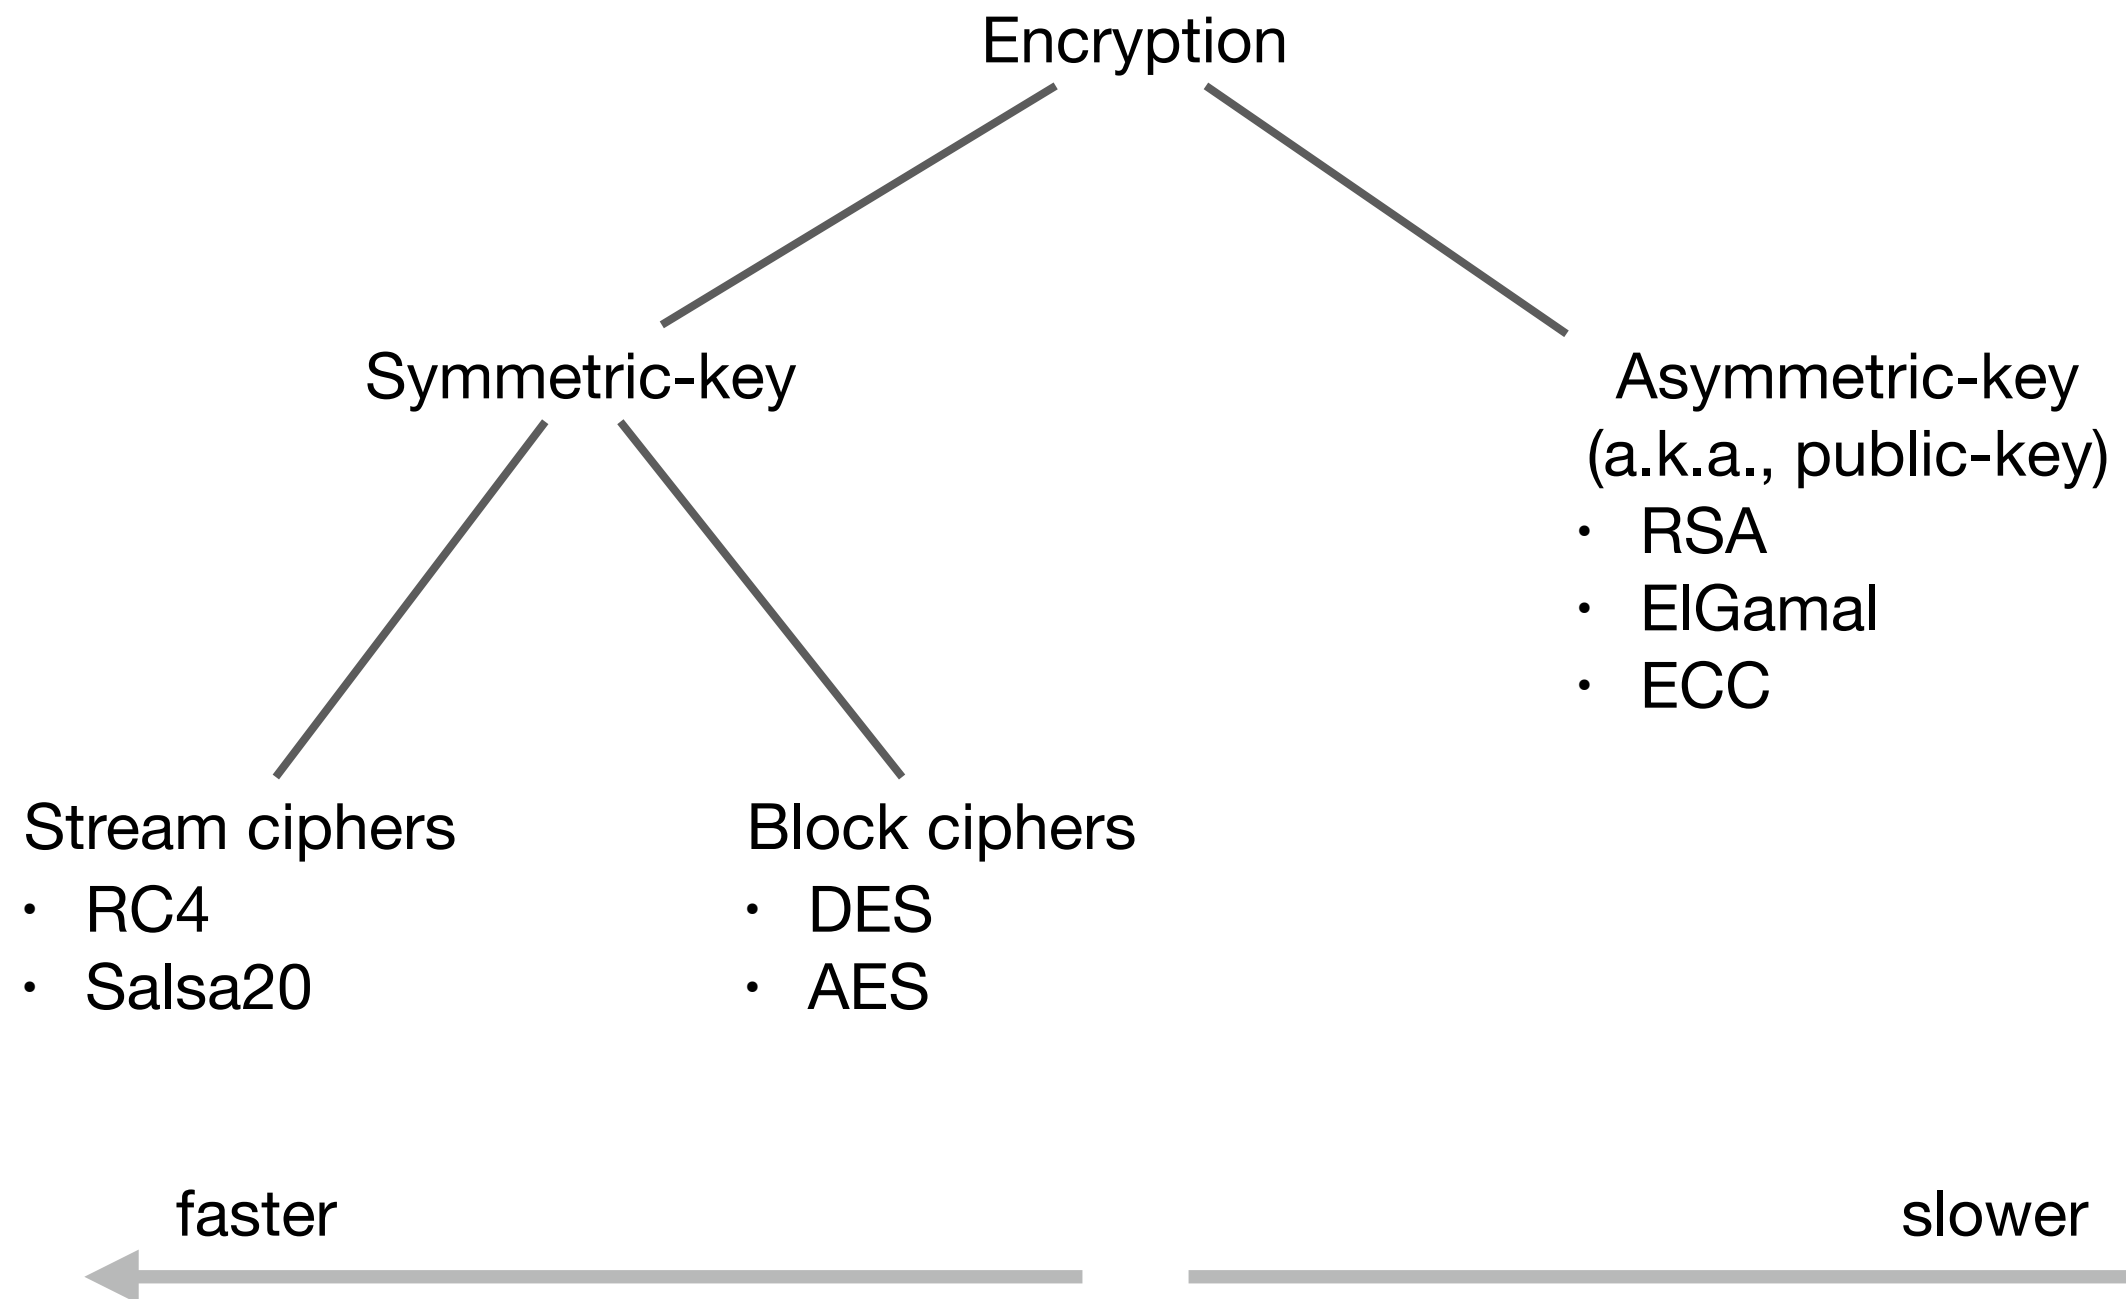 Encryption
Symmetric-key
Asymmetric-key
(a.k.a., public-key)
• RSA
• ElGamal
• ECC
Stream ciphers
• RC4
• Salsa20
Block ciphers
• DES
• AES
faster
slower